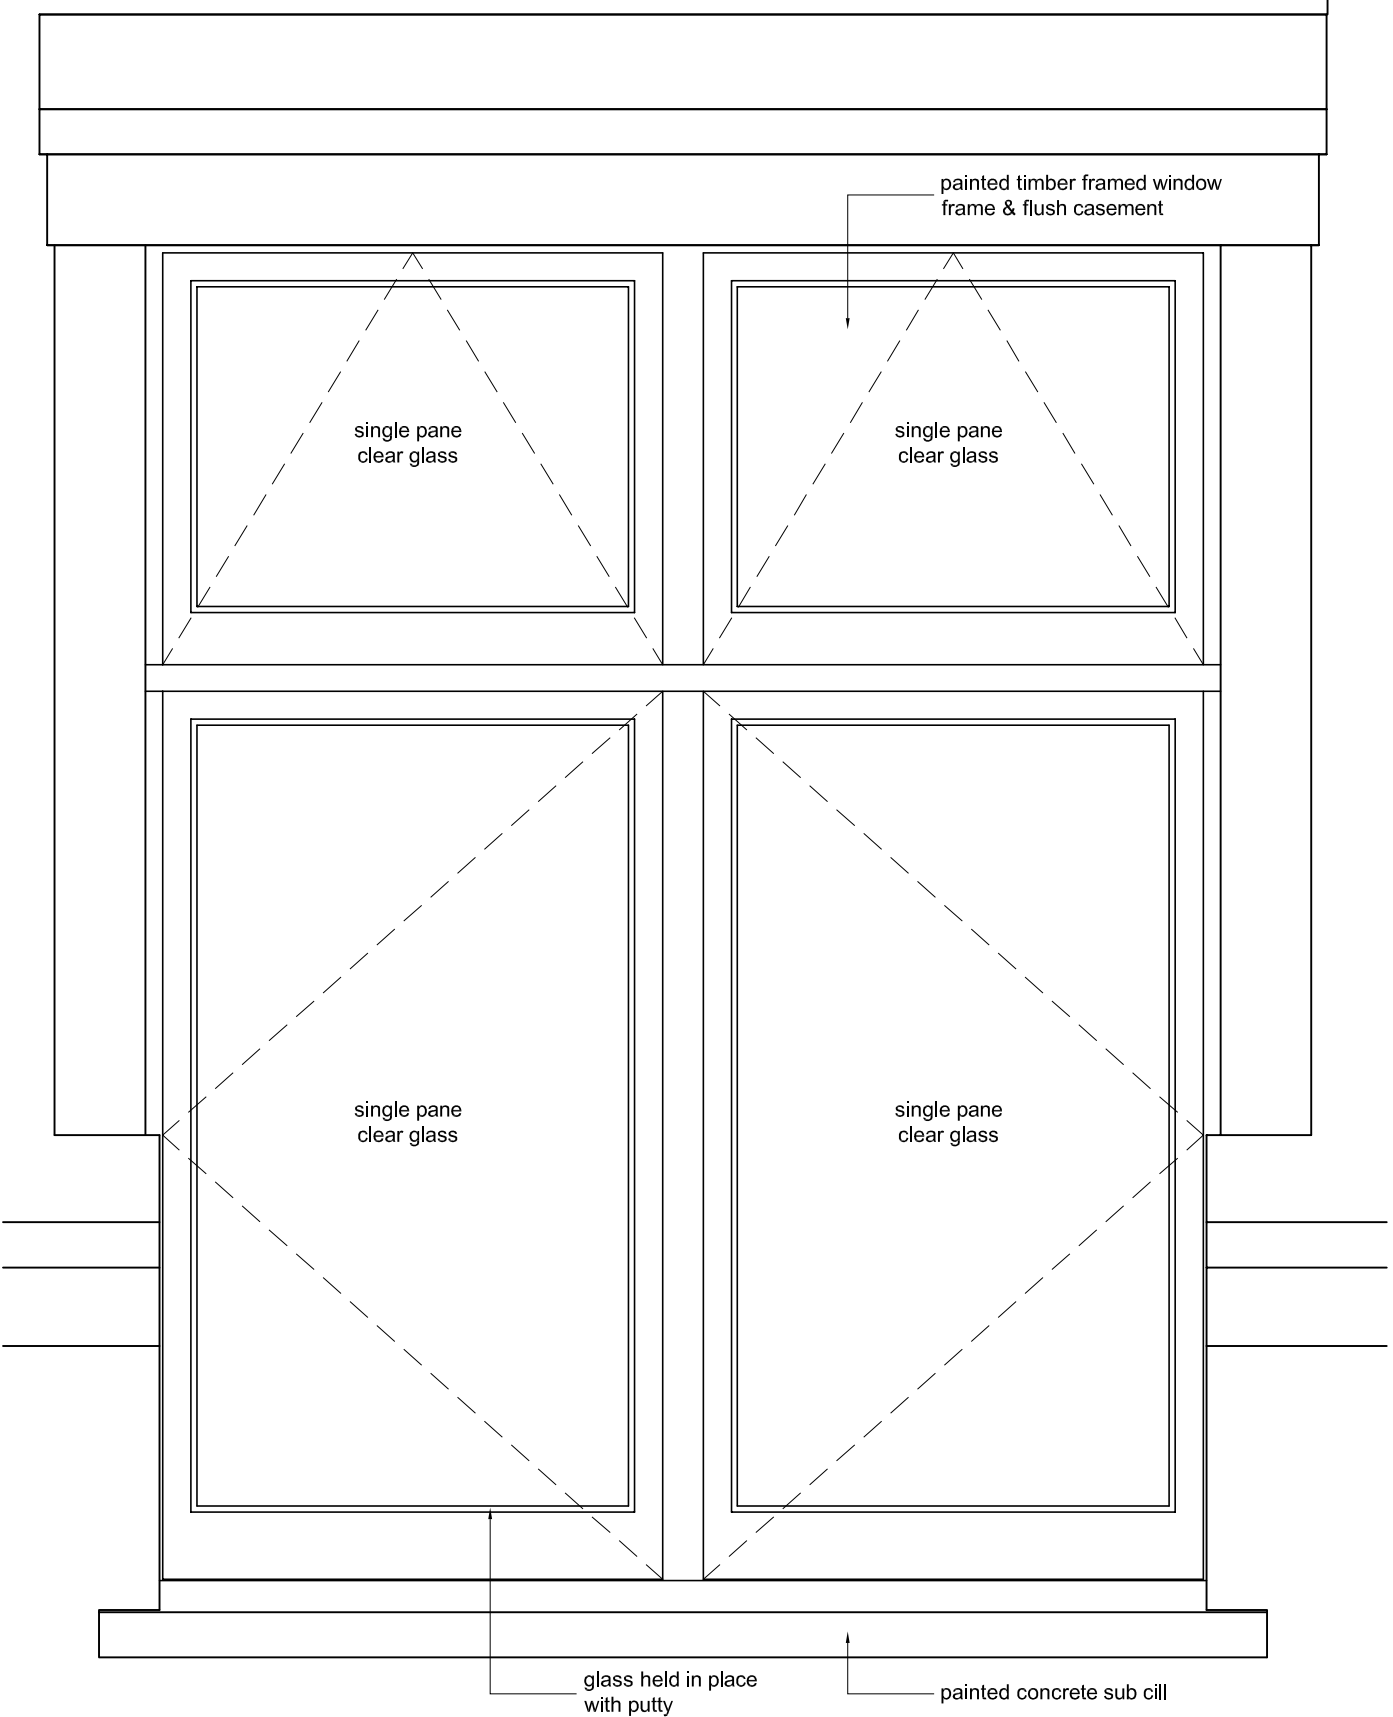 painted timber framed window
frame & flush casement
single pane
clear glass
single pane
clear glass
single pane
clear glass
single pane
clear glass
glass held in place
with putty
painted concrete sub cill